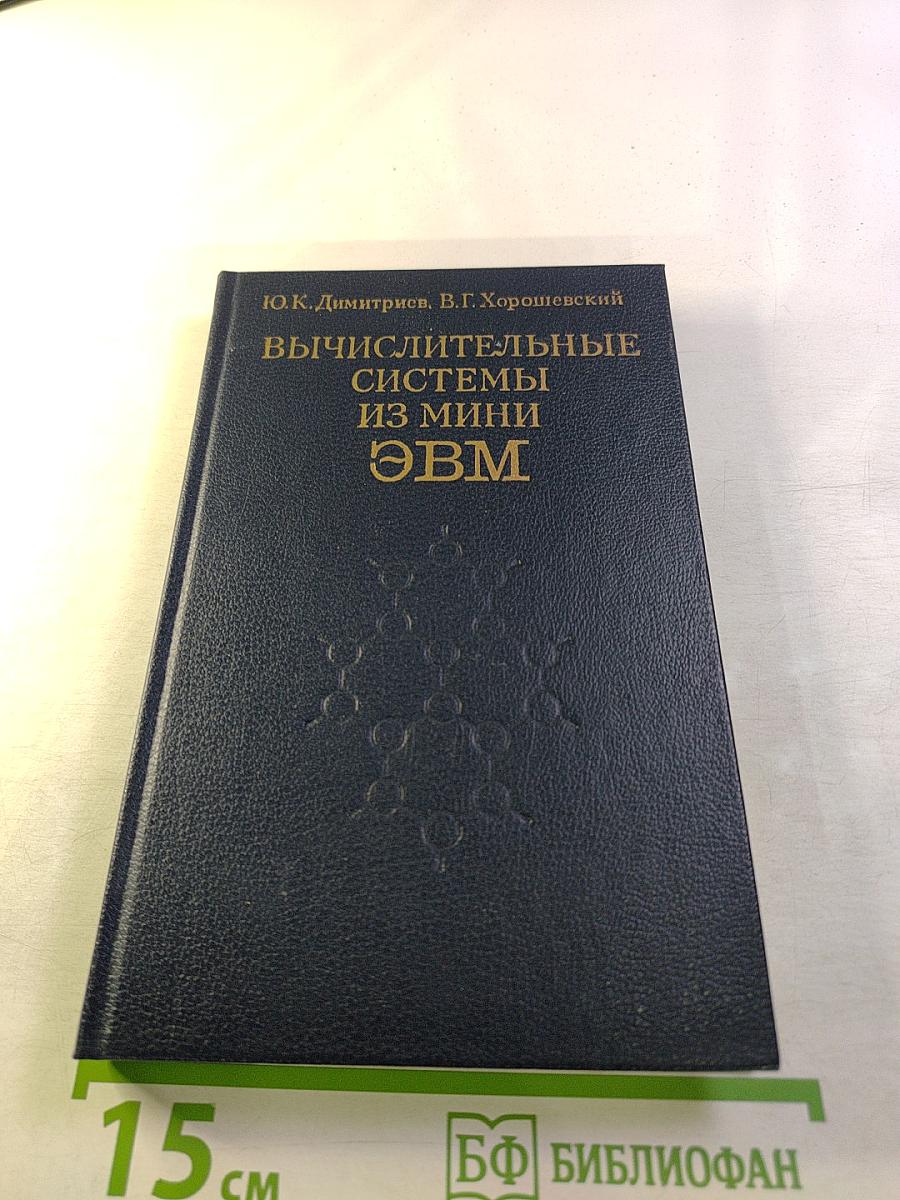 Ю.К.Димитриев, В.Г.Хорошевский
ВЫЧИСЛИТЕЛЬНЫЕ
СИСТЕМЫ
ИЗ МИНИ
ЭВМ
15 см
БФ БИБЛИОФАН